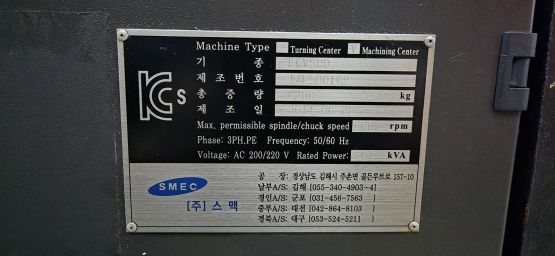 Machine Type Turning Center V Machining Center
기 종
제 조 번 호
총 중 량 kg
제 조 일
Max, permissible spindle/chuck speed rpm
Phase: 3PH.PE Frequency: 50/60 Hz
Voltage: AC 200/220 V Rated Power: kVA
KCs
SMEC
[주] 스 맥
공 장: 경상남도 김해시 주촌면 골든루트로 157-10
남부A/S: 김해 [055-340-4903~4]
경인A/S: 군포 [031-456-7563]
중부A/S: 대전 [042-864-8103]
경북A/S: 대구 [053-524-5211]